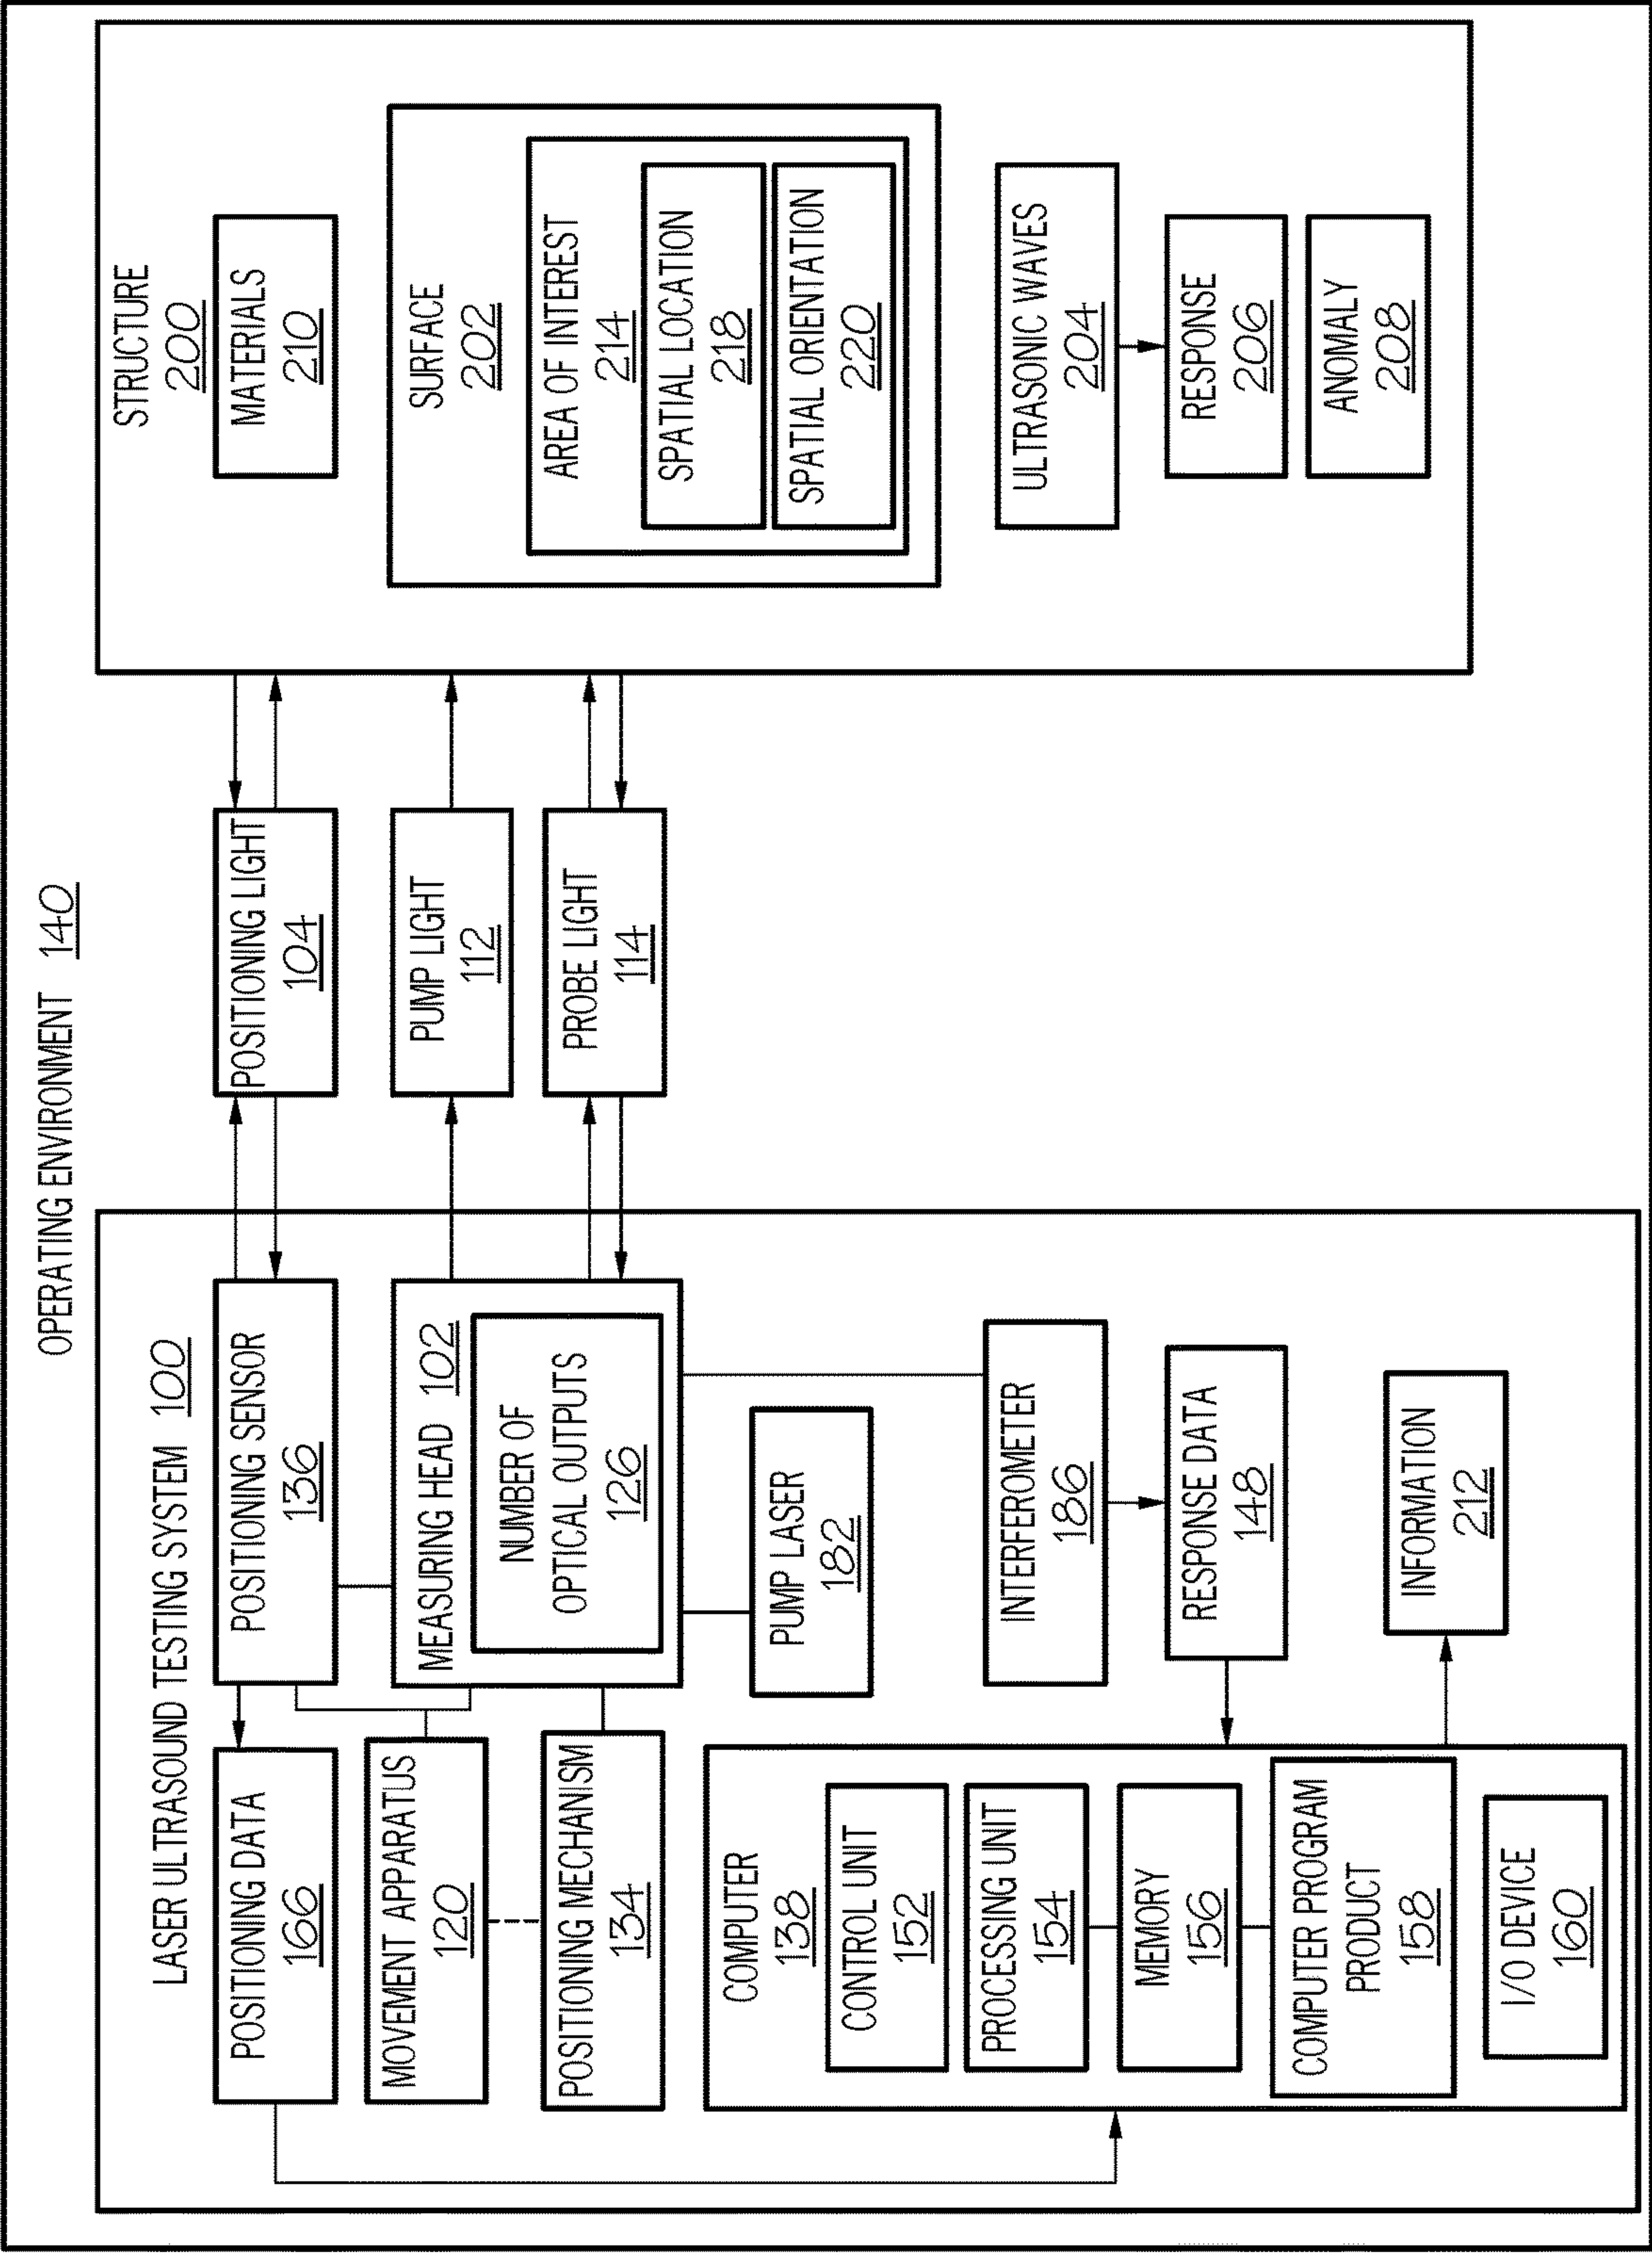 OPERATING ENVIRONMENT 140
LASER ULTRASOUND TESTING SYSTEM 100
POSITIONING DATA
166
POSITIONING SENSOR
136
MOVEMENT APPARATUS
120
MEASURING HEAD 102
NUMBER OF
OPTICAL OUTPUTS
126
POSITIONING MECHANISM
134
PUMP LASER
182
COMPUTER
138
CONTROL UNIT
152
PROCESSING UNIT
154
MEMORY
156
COMPUTER PROGRAM
PRODUCT
158
I/O DEVICE
160
INTERFEROMETER
186
RESPONSE DATA
148
INFORMATION
212
POSITIONING LIGHT
104
PUMP LIGHT
112
PROBE LIGHT
114
STRUCTURE
200
MATERIALS
210
SURFACE
202
AREA OF INTEREST
214
SPATIAL LOCATION
218
SPATIAL ORIENTATION
220
ULTRASONIC WAVES
204
RESPONSE
206
ANOMALY
208